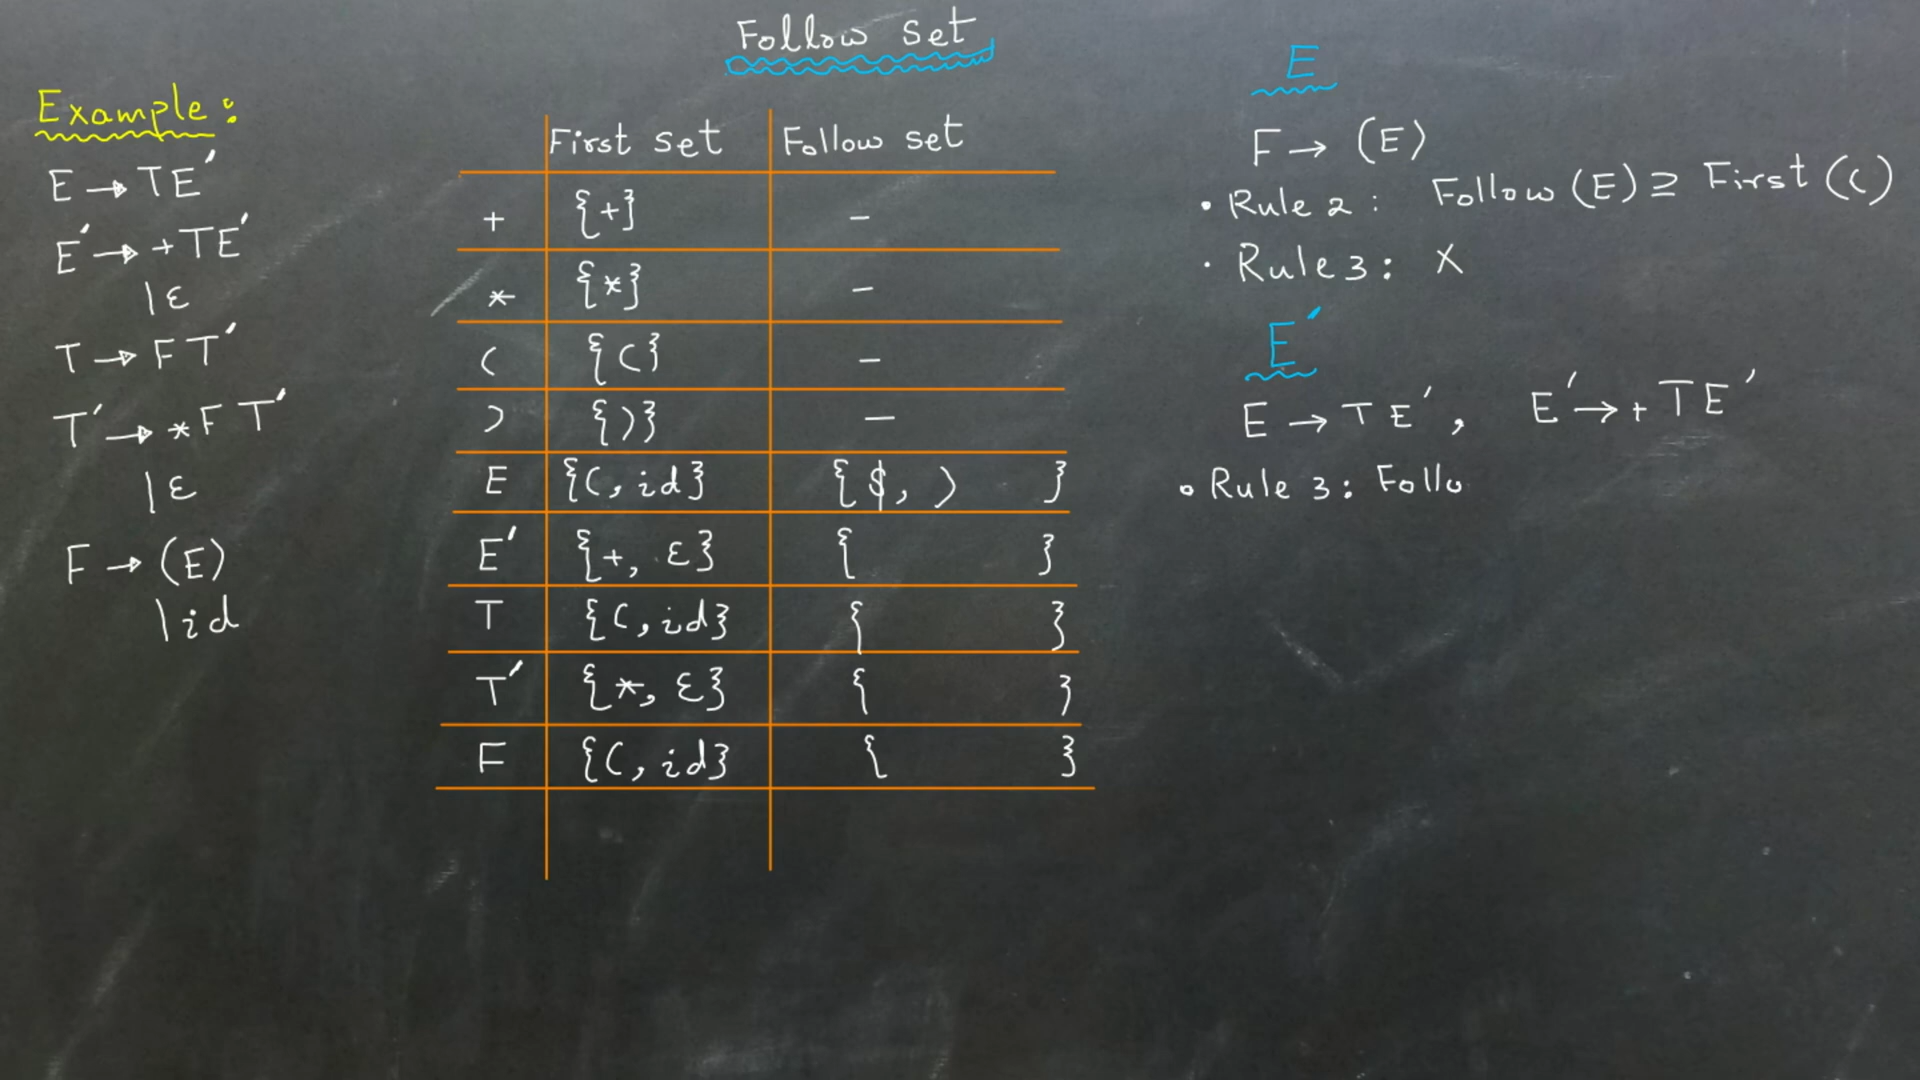 Follow set
Example:
E → TE′
E′ → +TE′
|ε
T → FT′
T′ → *FT′
|ε
F → (E)
|id
First set Follow set
+ {+} –
* {*} –
( {(} –
) {)} –
E {(, id} {$, ) }
E′ {+, ε} { }
T {(, id} { }
T′ {*, ε} { }
F {(, id} { }
E
F → (E)
• Rule 2: Follow (E) ⊇ First (()
• Rule 3: X
E′
E → TE′, E′ → +TE′
• Rule 3: Follo